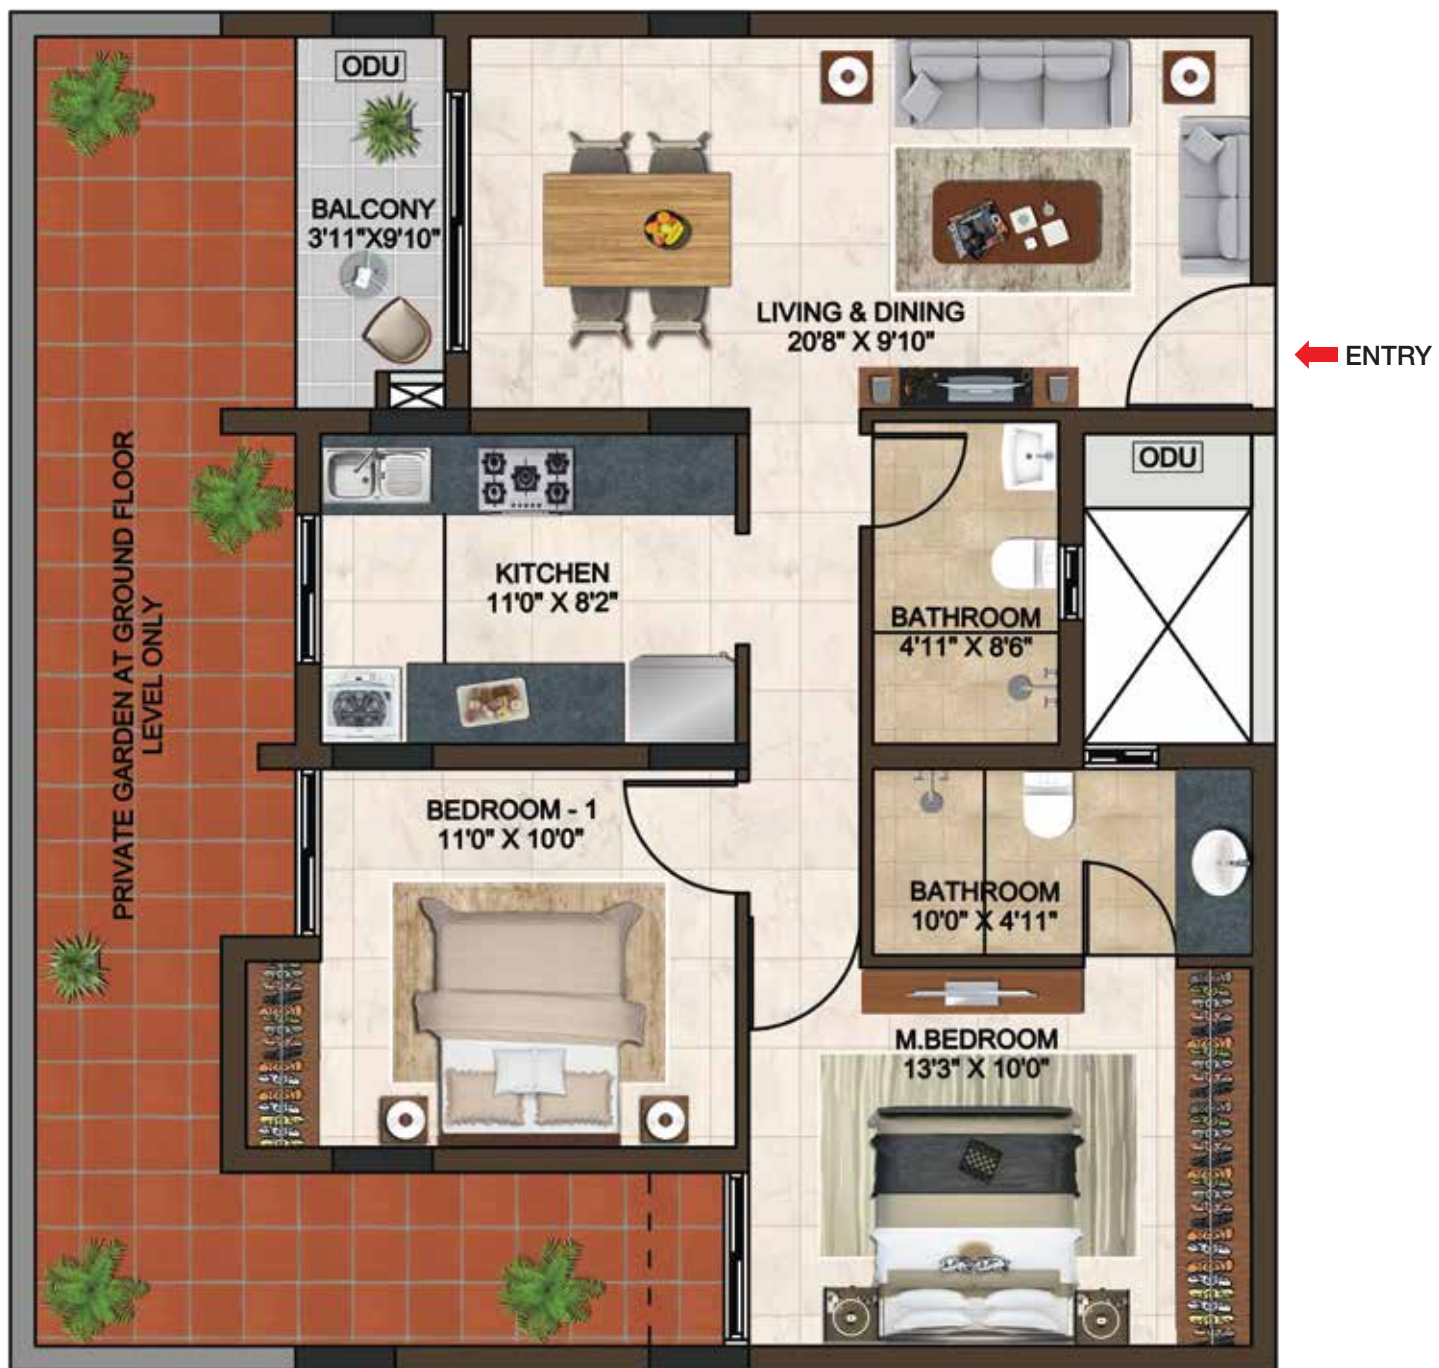 ODU
BALCONY
3'11"X9'10"
LIVING & DINING
20'8" X 9'10"
ENTRY
PRIVATE GARDEN AT GROUND FLOOR
LEVEL ONLY
KITCHEN
11'0" X 8'2"
ODU
BATHROOM
4'11" X 8'6"
BEDROOM - 1
11'0" X 10'0"
BATHROOM
10'0" X 4'11"
M.BEDROOM
13'3" X 10'0"